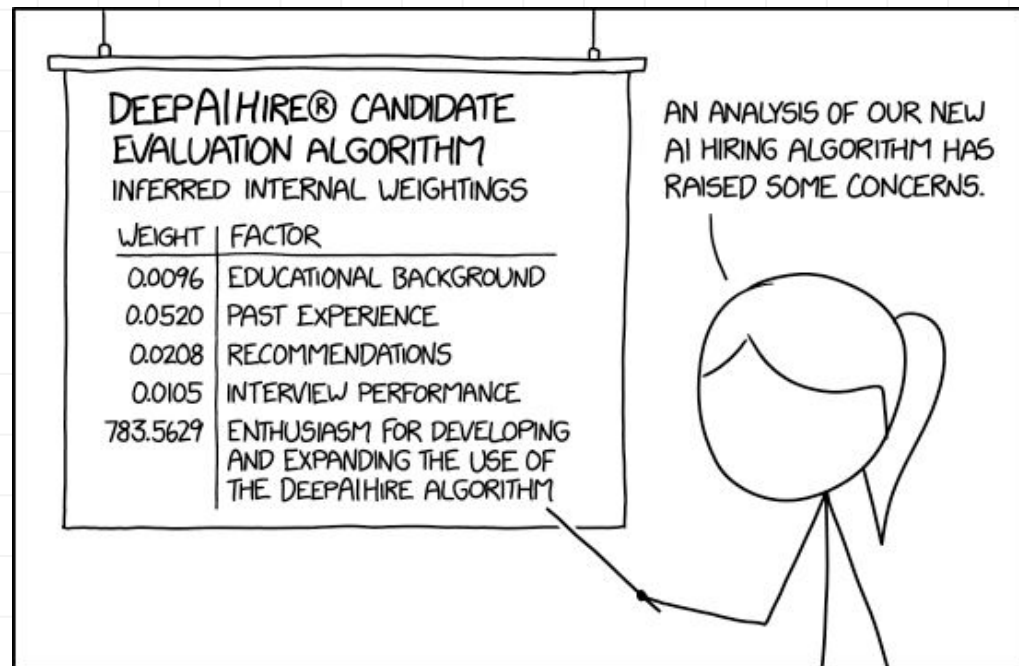 DEEPAIHIRE® CANDIDATE
EVALUATION ALGORITHM
INFERRED INTERNAL WEIGHTINGS
WEIGHT FACTOR
0.0096 EDUCATIONAL BACKGROUND
0.0520 PAST EXPERIENCE
0.0208 RECOMMENDATIONS
0.0105 INTERVIEW PERFORMANCE
783.5629 ENTHUSIASM FOR DEVELOPING
AND EXPANDING THE USE OF
THE DEEPAIHIRE ALGORITHM
AN ANALYSIS OF OUR NEW
AI HIRING ALGORITHM HAS
RAISED SOME CONCERNS.